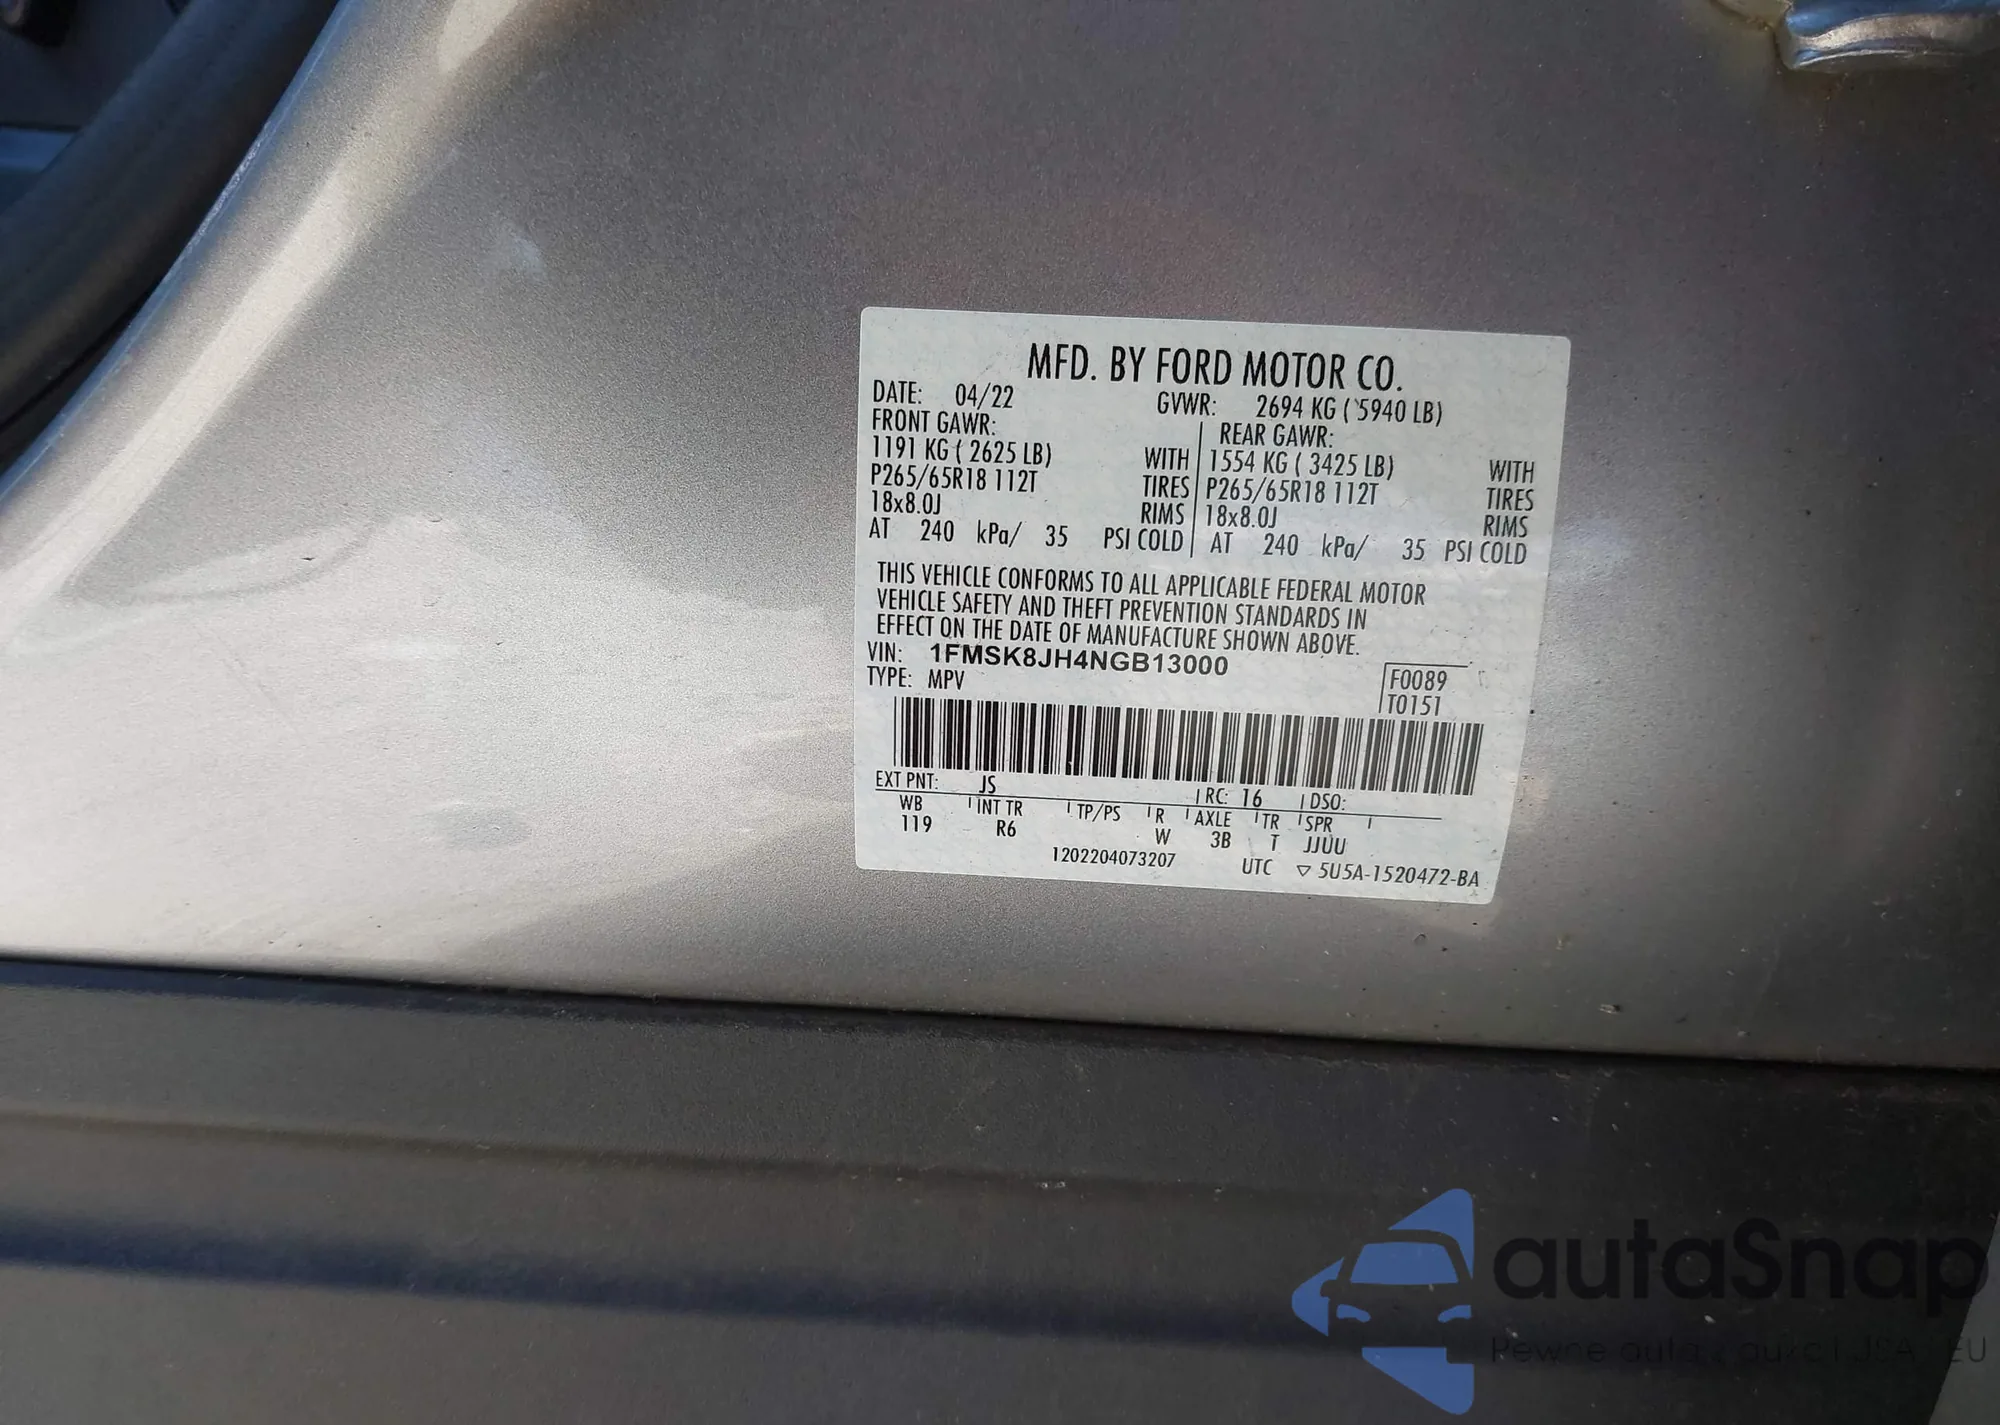 MFD. BY FORD MOTOR CO.
DATE: 04/22 GVWR: 2694 KG ( 5940 LB)
FRONT GAWR: REAR GAWR:
1191 KG ( 2625 LB) WITH 1554 KG ( 3425 LB) WITH
P265/65R18 112T TIRES P265/65R18 112T TIRES
18x8.0J RIMS 18x8.0J RIMS
AT 240 kPa/ 35 PSI COLD AT 240 kPa/ 35 PSI COLD
THIS VEHICLE CONFORMS TO ALL APPLICABLE FEDERAL MOTOR
VEHICLE SAFETY AND THEFT PREVENTION STANDARDS IN
EFFECT ON THE DATE OF MANUFACTURE SHOWN ABOVE.
VIN: 1FMSK8JH4NGB13000
TYPE: MPV
F0089
T0151
EXT PNT: JS RC: 16 DSO:
WB INT TR TP/PS R AXLE TR SPR
119 R6 W 3B T JJUU
1202204073207 UTC ▽ 5U5A-1520472-BA
autaSnap
Pewne auta z aukcji USA EU